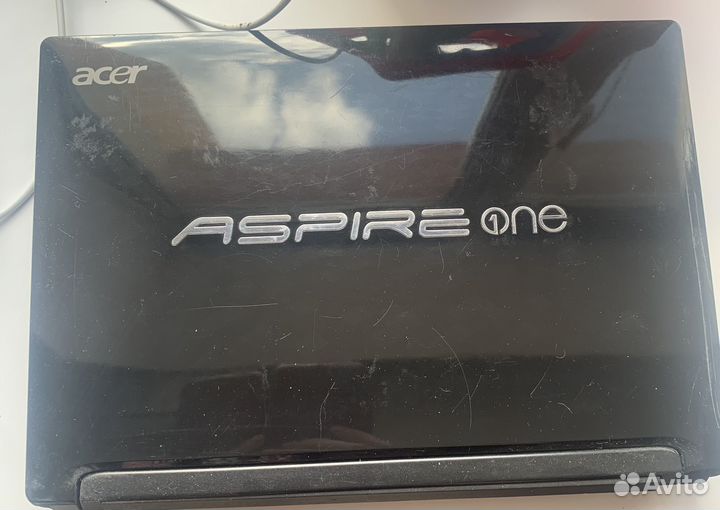 acer
ASPIRE one
Avito